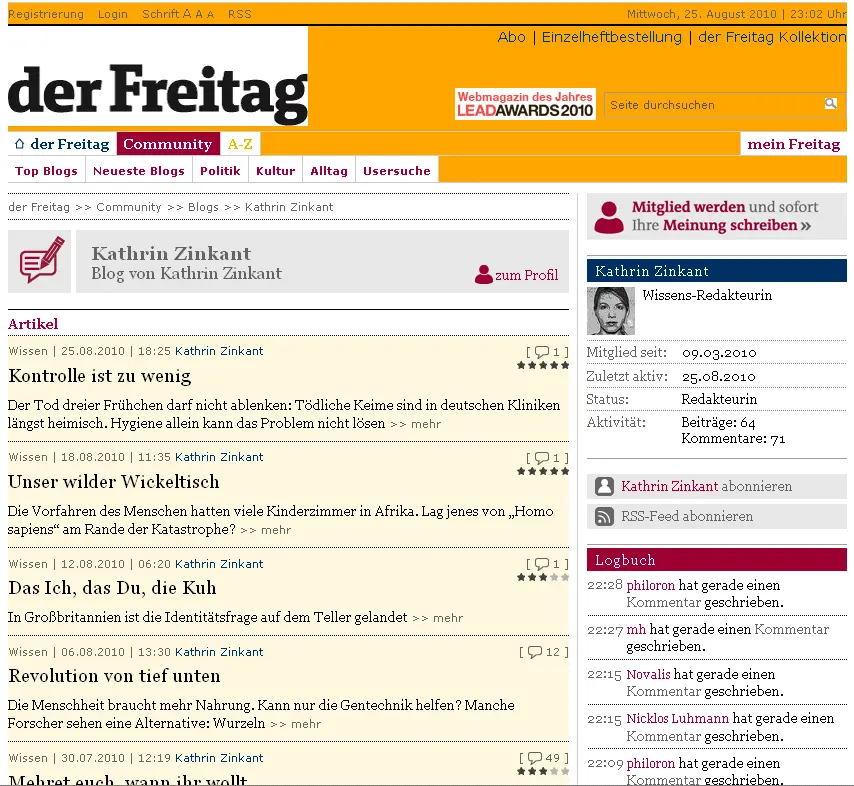 Registrierung Login Schrift A A A RSS
Mittwoch, 25. August 2010 | 23:02 Uhr
Abo | Einzelheftbestellung | der Freitag Kollektion
der Freitag
Webmagazin des Jahres
LEADAWARDS2010
Seite durchsuchen
der Freitag Community A-Z
mein Freitag
Top Blogs Neueste Blogs Politik Kultur Alltag Usersuche
der Freitag >> Community >> Blogs >> Kathrin Zinkant
Kathrin Zinkant
Blog von Kathrin Zinkant
zum Profil
Artikel
Wissen | 25.08.2010 | 18:25 Kathrin Zinkant [ 1 ]
Kontrolle ist zu wenig
Der Tod dreier Frühchen darf nicht ablenken: Tödliche Keime sind in deutschen Kliniken
längst heimisch. Hygiene allein kann das Problem nicht lösen >> mehr
Wissen | 18.08.2010 | 11:35 Kathrin Zinkant [ 1 ]
Unser wilder Wickeltisch
Die Vorfahren des Menschen hatten viele Kinderzimmer in Afrika. Lag jenes von „Homo
sapiens“ am Rande der Katastrophe? >> mehr
Wissen | 12.08.2010 | 06:20 Kathrin Zinkant [ 1 ]
Das Ich, das Du, die Kuh
In Großbritannien ist die Identitätsfrage auf dem Teller gelandet >> mehr
Wissen | 06.08.2010 | 13:30 Kathrin Zinkant [ 12 ]
Revolution von tief unten
Die Menschheit braucht mehr Nahrung. Kann nur die Gentechnik helfen? Manche
Forscher sehen eine Alternative: Wurzeln >> mehr
Wissen | 30.07.2010 | 12:19 Kathrin Zinkant [ 49 ]
Mehret euch, wann ihr wollt
Mitglied werden und sofort
Ihre Meinung schreiben »
Kathrin Zinkant
Wissens-Redakteurin
Mitglied seit: 09.03.2010
Zuletzt aktiv: 25.08.2010
Status: Redakteurin
Aktivität: Beiträge: 64
Kommentare: 71
Kathrin Zinkant abonnieren
RSS-Feed abonnieren
Logbuch
22:28 philoron hat gerade einen
Kommentar geschrieben.
22:27 mh hat gerade einen Kommentar
geschrieben.
22:15 Novalis hat gerade einen
Kommentar geschrieben.
22:15 Nicklos Luhmann hat gerade einen
Kommentar geschrieben.
22:09 philoron hat gerade einen
Kommentar geschrieben.